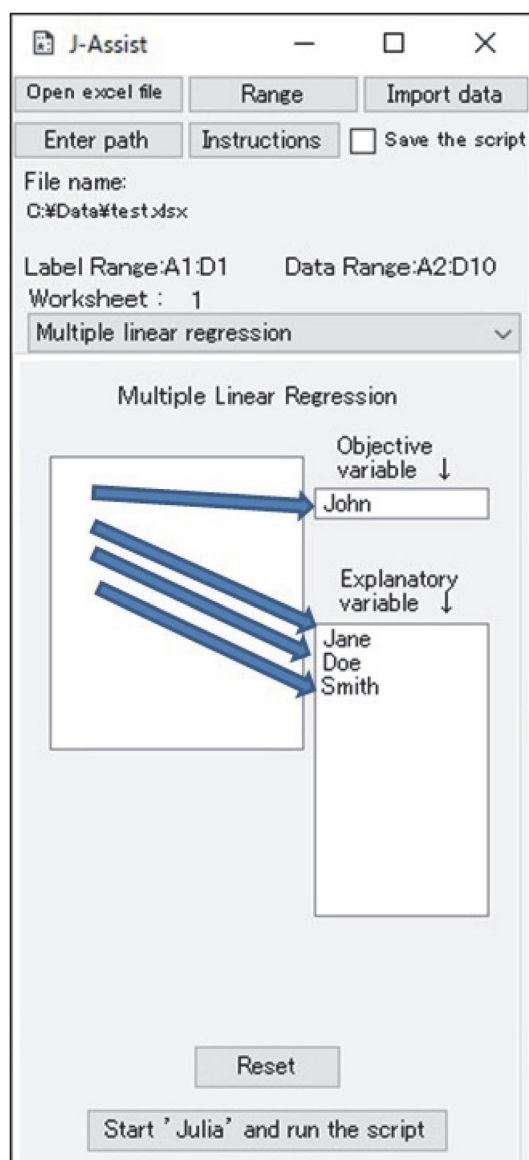 J-Assist
Open excel file Range Import data
Enter path Instructions Save the script
File name:
C:¥Data¥test.xlsx
Label Range:A1:D1 Data Range:A2:D10
Worksheet : 1
Multiple linear regression
Multiple Linear Regression
Objective
variable ↓
John
Explanatory
variable ↓
Jane
Doe
Smith
Reset
Start 'Julia' and run the script